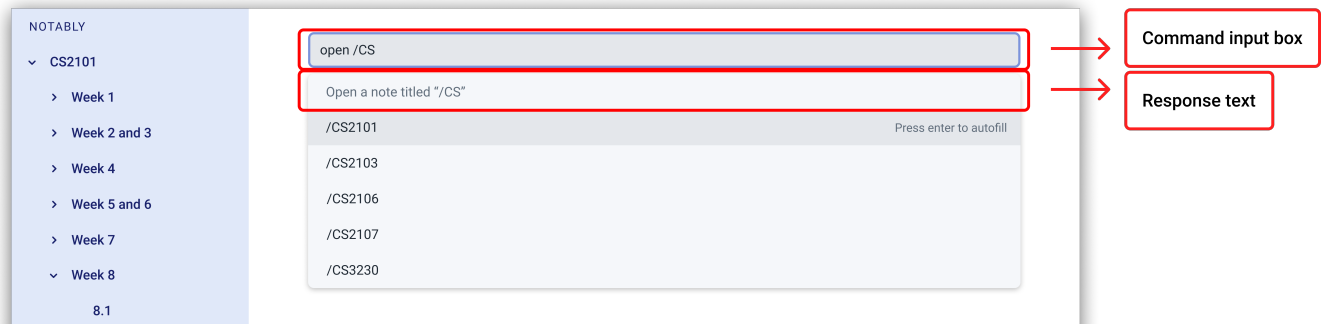 NOTABLY
CS2101
Week 1
Week 2 and 3
Week 4
Week 5 and 6
Week 7
Week 8
8.1
open /CS
Open a note titled “/CS”
/CS2101 Press enter to autofill
/CS2103
/CS2106
/CS2107
/CS3230
Command input box
Response text